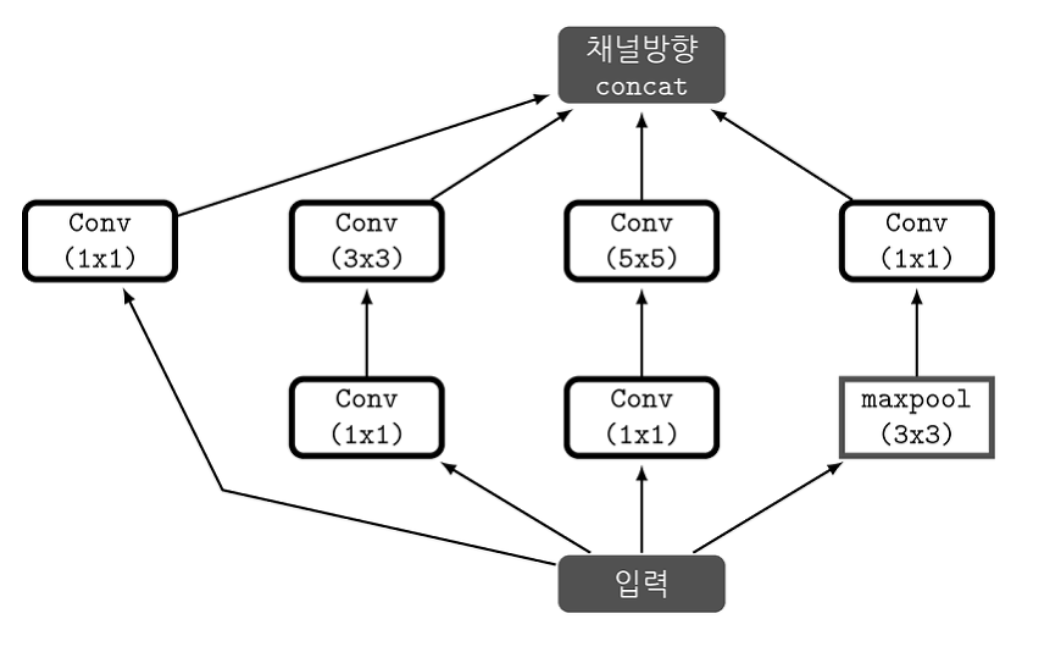 채널방향
concat
Conv
(1x1)
Conv
(3x3)
Conv
(5x5)
Conv
(1x1)
Conv
(1x1)
Conv
(1x1)
maxpool
(3x3)
입력